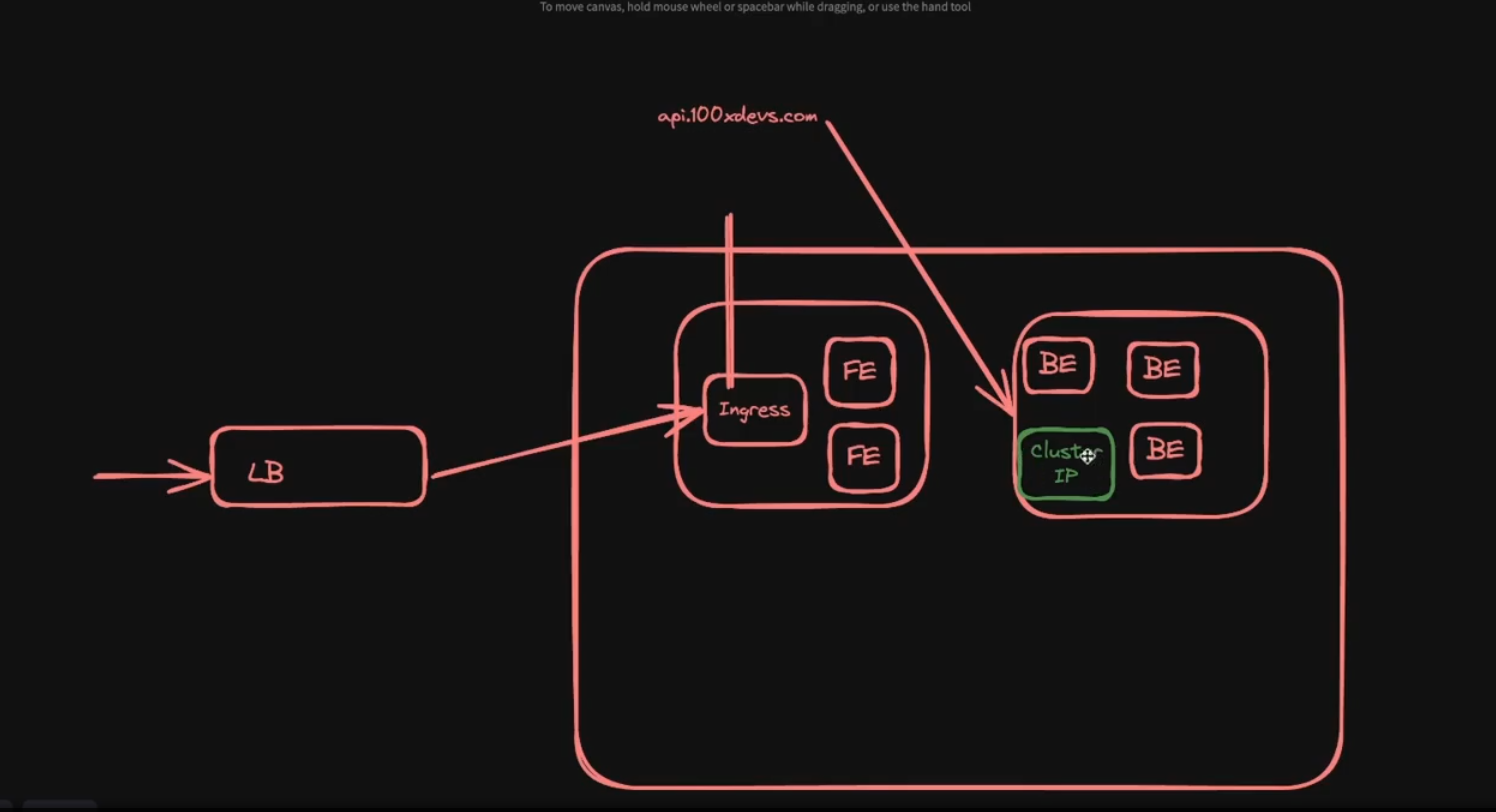 To move canvas, hold mouse wheel or spacebar while dragging, or use the hand tool
api.100xdevs.com
BE
BE
FE
Ingress
FE
Cluster
IP
BE
LB